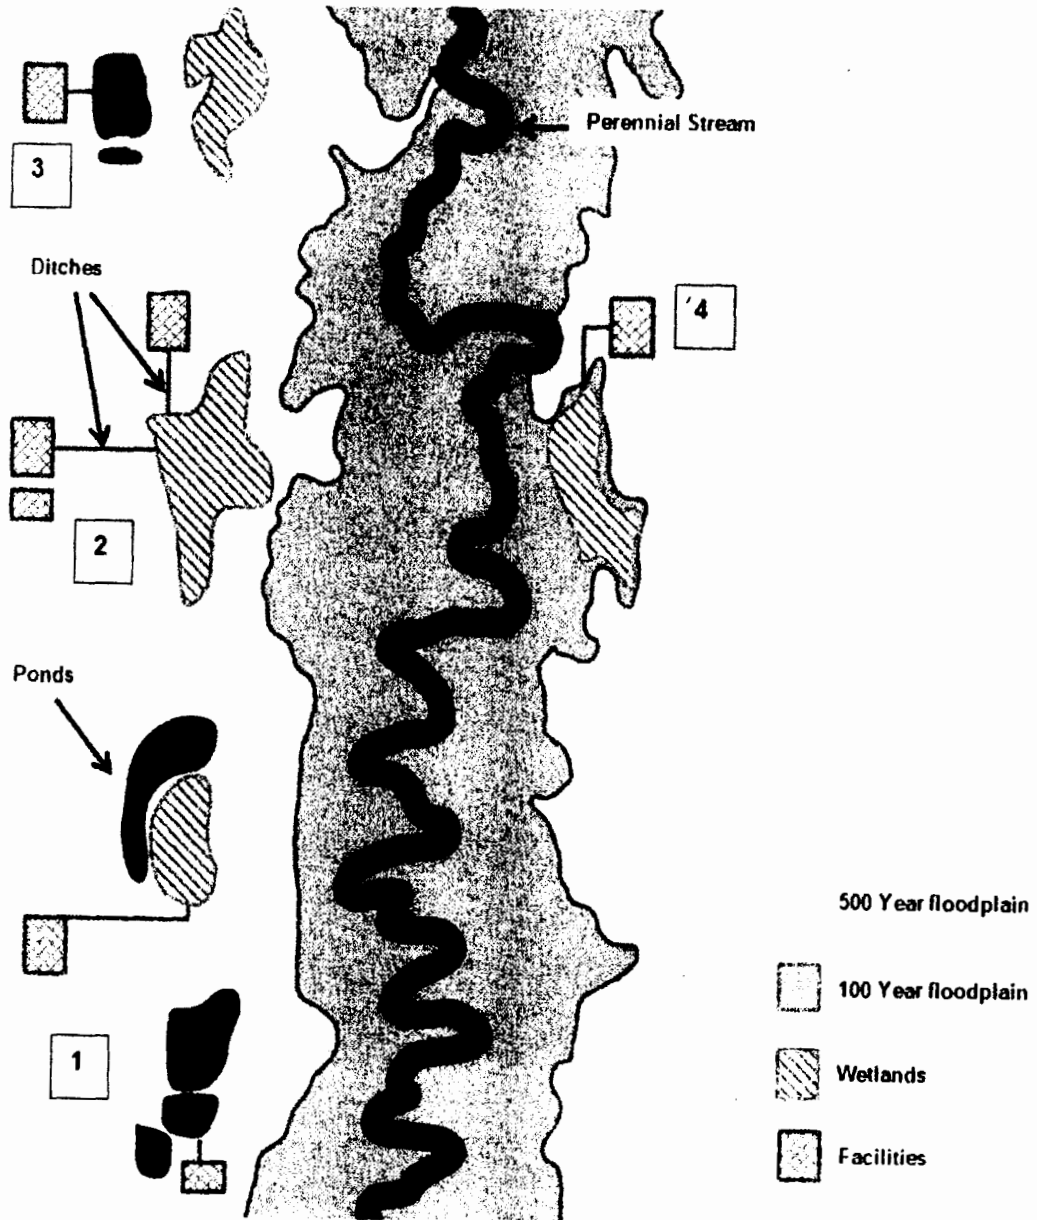 Perennial Stream
3
Ditches
4
2
Ponds
1
500 Year floodplain
100 Year floodplain
Wetlands
Facilities